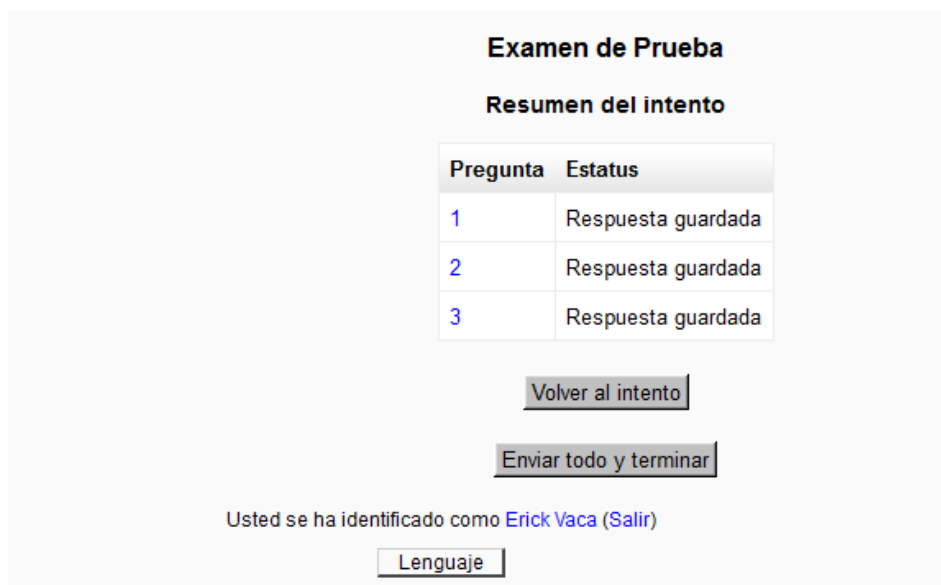 Examen de Prueba
Resumen del intento
Pregunta Estatus
1 Respuesta guardada
2 Respuesta guardada
3 Respuesta guardada
Volver al intento
Enviar todo y terminar
Usted se ha identificado como Erick Vaca (Salir)
Lenguaje